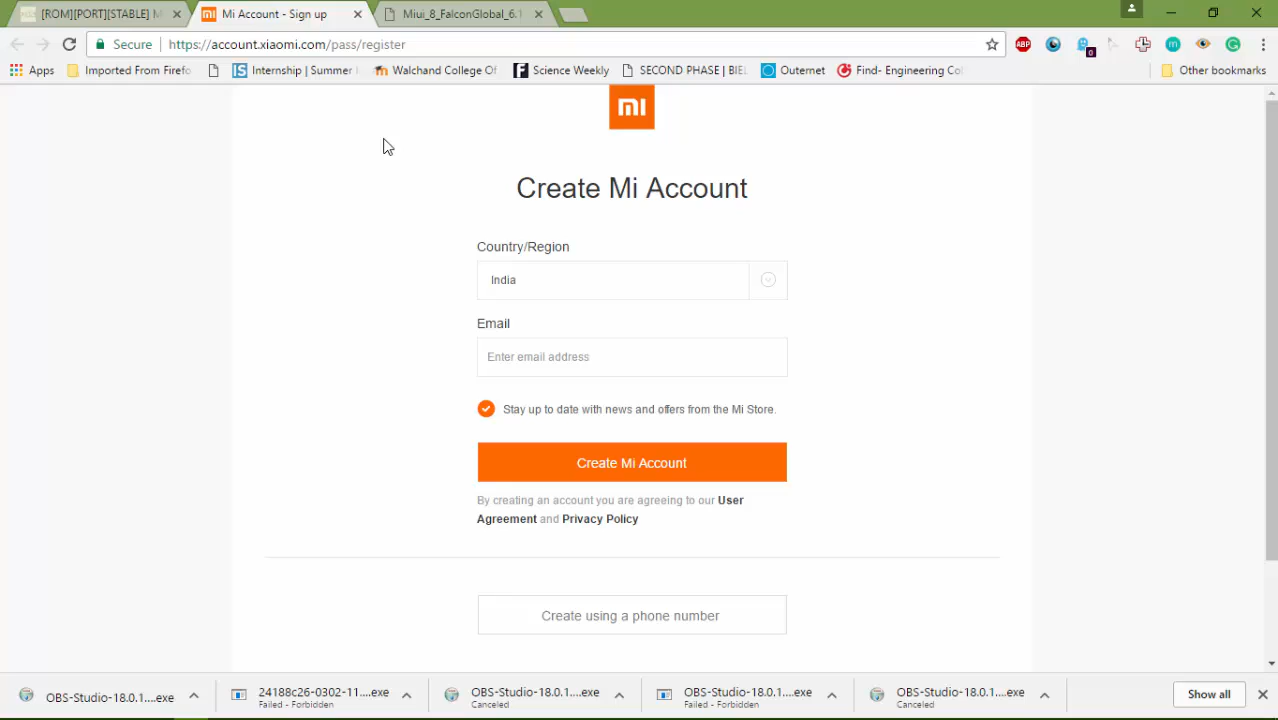 [ROM][PORT][STABLE] M
Mi Account - Sign up
Miui_8_FalconGlobal_6.1
Secure
https://account.xiaomi.com/pass/register
ABP
0
m
G
Apps
Imported From Firefo
IS Internship | Summer I
Walchand College Of
F Science Weekly
SECOND PHASE | BIEL
Outernet
Find- Engineering Co
Other bookmarks
mi
Create Mi Account
Country/Region
India
Email
Enter email address
Stay up to date with news and offers from the Mi Store.
Create Mi Account
By creating an account you are agreeing to our User
Agreement and Privacy Policy
Create using a phone number
OBS-Studio-18.0.1....exe
24188c26-0302-11....exe
Failed - Forbidden
OBS-Studio-18.0.1....exe
Canceled
OBS-Studio-18.0.1....exe
Failed - Forbidden
OBS-Studio-18.0.1....exe
Canceled
Show all